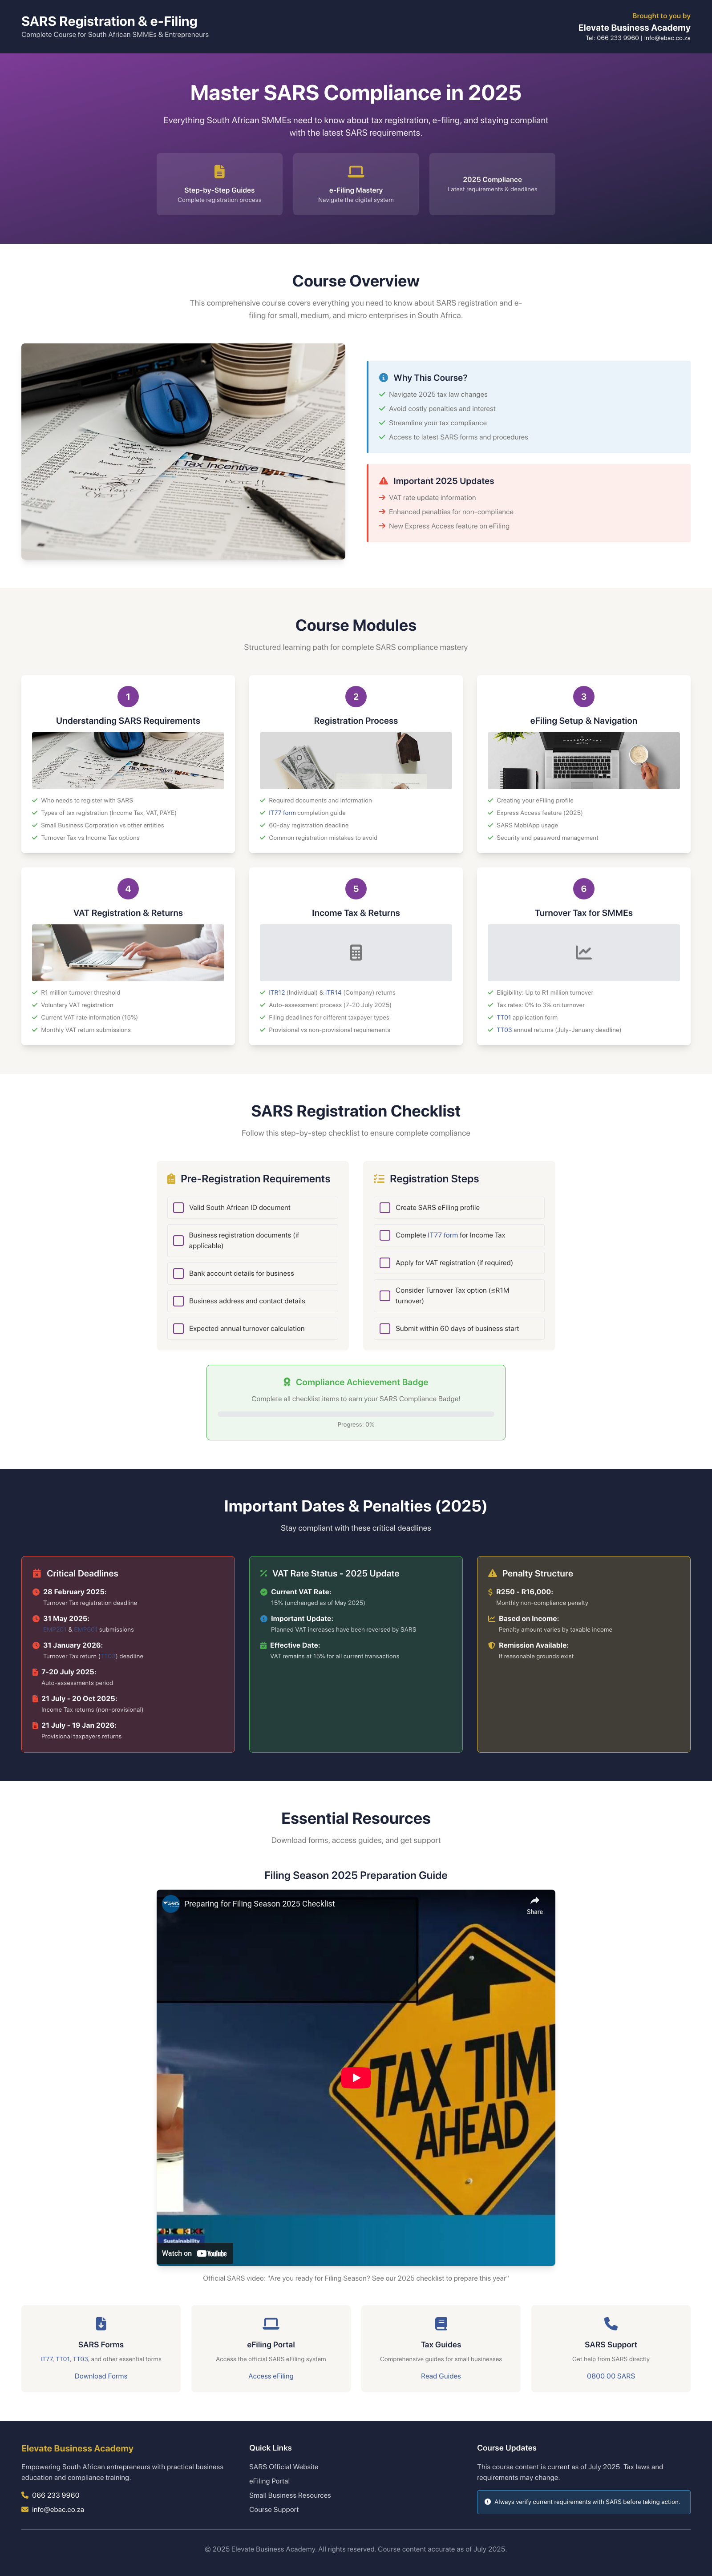 SARS Registration & e-Filing
Complete Course for South African SMMEs & Entrepreneurs
Brought to you by
Elevate Business Academy
Tel: 066 233 9960 | info@ebac.co.za
Master SARS Compliance in 2025
Everything South African SMMEs need to know about tax registration, e-filing, and staying compliant
with the latest SARS requirements.
Step-by-Step Guides
Complete registration process
e-Filing Mastery
Navigate the digital system
2025 Compliance
Latest requirements & deadlines
Course Overview
This comprehensive course covers everything you need to know about SARS registration and e-
filing for small, medium, and micro enterprises in South Africa.
Tax Incentive
Why This Course?
Navigate 2025 tax law changes
Avoid costly penalties and interest
Streamline your tax compliance
Access to latest SARS forms and procedures
Important 2025 Updates
VAT rate update information
Enhanced penalties for non-compliance
New Express Access feature on eFiling
Course Modules
Structured learning path for complete SARS compliance mastery
1
Understanding SARS Requirements
Who needs to register with SARS
Types of tax registration (Income Tax, VAT, PAYE)
Small Business Corporation vs other entities
Turnover Tax vs Income Tax options
2
Registration Process
Required documents and information
IT77 form completion guide
60-day registration deadline
Common registration mistakes to avoid
3
eFiling Setup & Navigation
Creating your eFiling profile
Express Access feature (2025)
SARS MobiApp usage
Security and password management
4
VAT Registration & Returns
R1 million turnover threshold
Voluntary VAT registration
Current VAT rate information (15%)
Monthly VAT return submissions
5
Income Tax & Returns
ITR12 (Individual) & ITR14 (Company) returns
Auto-assessment process (7-20 July 2025)
Filing deadlines for different taxpayer types
Provisional vs non-provisional requirements
6
Turnover Tax for SMMEs
Eligibility: Up to R1 million turnover
Tax rates: 0% to 3% on turnover
TT01 application form
TT03 annual returns (July-January deadline)
SARS Registration Checklist
Follow this step-by-step checklist to ensure complete compliance
Pre-Registration Requirements
Valid South African ID document
Business registration documents (if
applicable)
Bank account details for business
Business address and contact details
Expected annual turnover calculation
Registration Steps
Create SARS eFiling profile
Complete IT77 form for Income Tax
Apply for VAT registration (if required)
Consider Turnover Tax option (≤R1M
turnover)
Submit within 60 days of business start
Compliance Achievement Badge
Complete all checklist items to earn your SARS Compliance Badge!
Progress: 0%
Important Dates & Penalties (2025)
Stay compliant with these critical deadlines
Critical Deadlines
28 February 2025:
Turnover Tax registration deadline
31 May 2025:
& submissions
31 January 2026:
Turnover Tax return (TT03) deadline
7-20 July 2025:
Auto-assessments period
21 July - 20 Oct 2025:
Income Tax returns (non-provisional)
21 July - 19 Jan 2026:
Provisional taxpayers returns
VAT Rate Status - 2025 Update
Current VAT Rate:
15% (unchanged as of May 2025)
Important Update:
Planned VAT increases have been reversed by SARS
Effective Date:
VAT remains at 15% for all current transactions
Penalty Structure
R250 - R16,000:
Monthly non-compliance penalty
Based on Income:
Penalty amount varies by taxable income
Remission Available:
If reasonable grounds exist
Essential Resources
Download forms, access guides, and get support
Filing Season 2025 Preparation Guide
SARS
Preparing for Filing Season 2025 Checklist
Share
TAX TIM
AHEAD
Sustainability
Watch on YouTube
Official SARS video: "Are you ready for Filing Season? See our 2025 checklist to prepare this year"
SARS Forms
IT77, TT01, TT03, and other essential forms
Download Forms
eFiling Portal
Access the official SARS eFiling system
Access eFiling
Tax Guides
Comprehensive guides for small businesses
Read Guides
SARS Support
Get help from SARS directly
0800 00 SARS
Elevate Business Academy
Empowering South African entrepreneurs with practical business
education and compliance training.
066 233 9960
info@ebac.co.za
Quick Links
SARS Official Website
eFiling Portal
Small Business Resources
Course Support
Course Updates
This course content is current as of July 2025. Tax laws and
requirements may change.
Always verify current requirements with SARS before taking action.
© 2025 Elevate Business Academy. All rights reserved. Course content accurate as of July 2025.